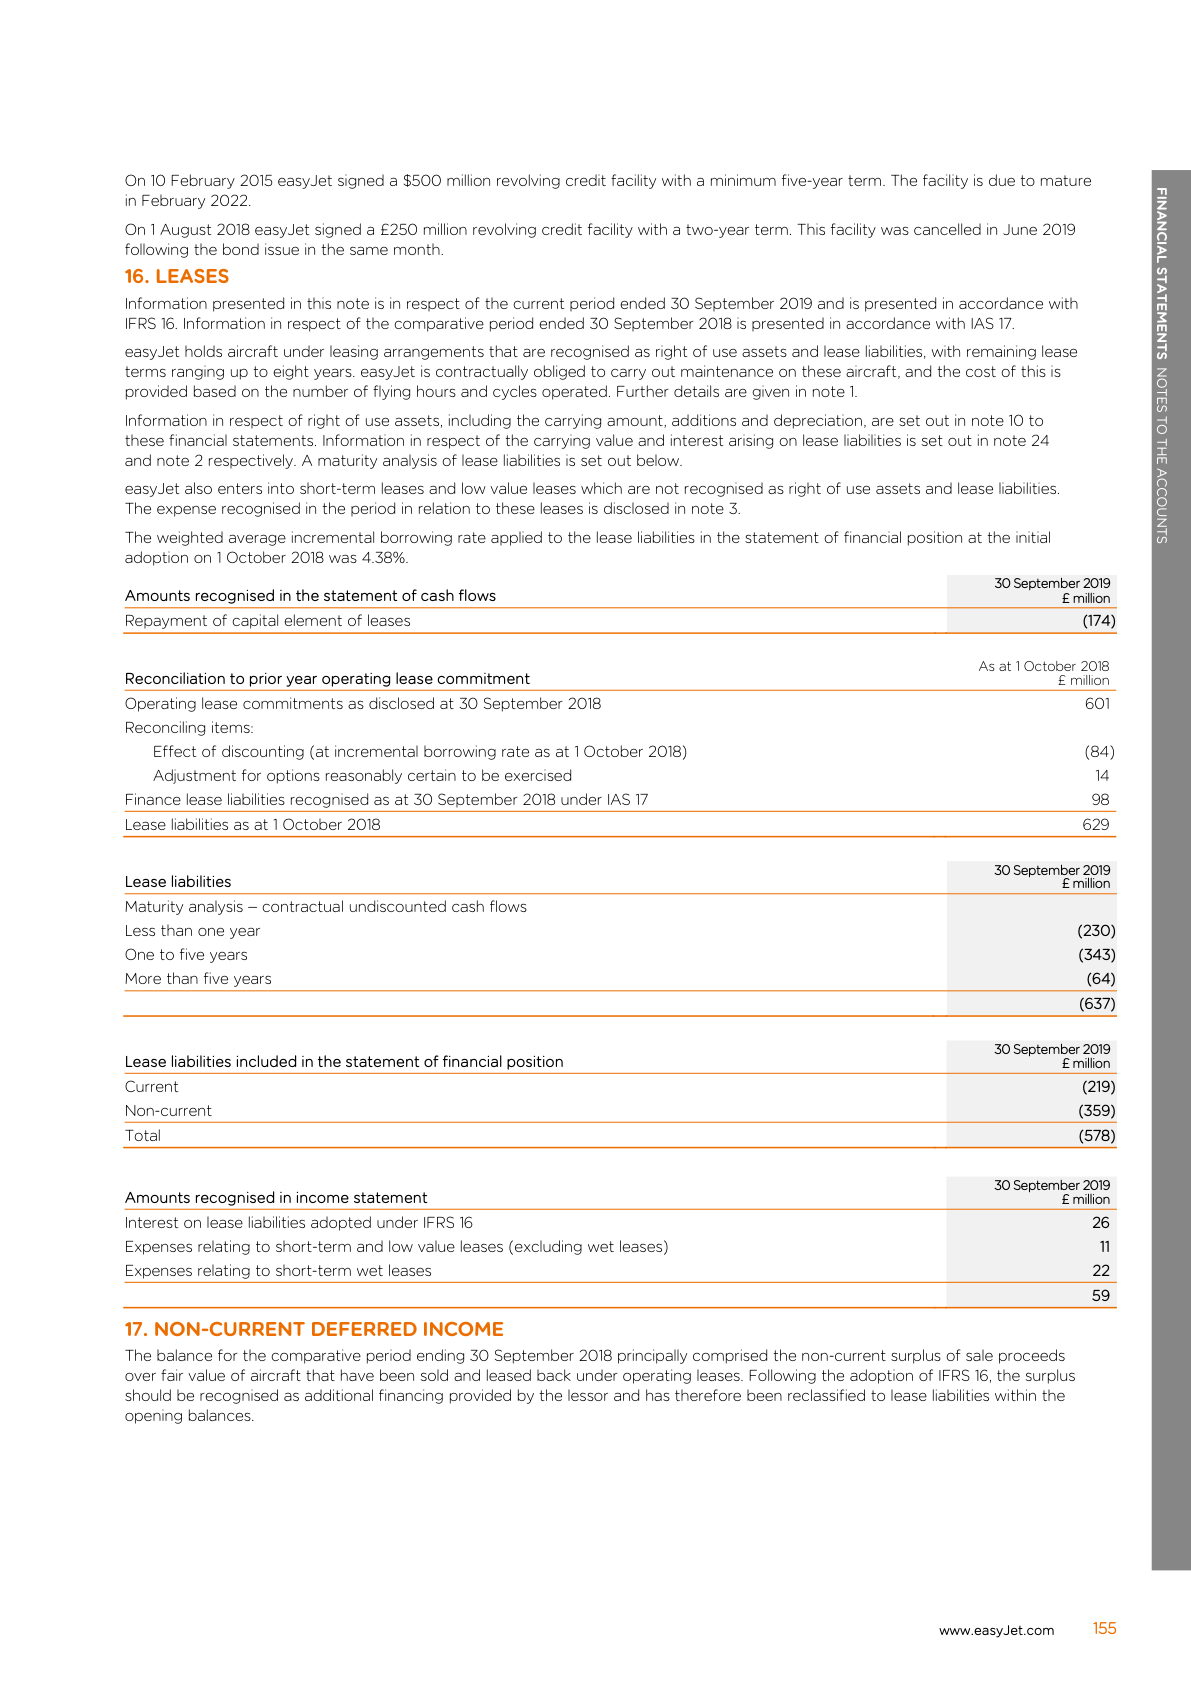 On 10 February 2015 easyJet signed a $500 million revolving credit facility with a minimum five-year term. The facility is due to mature
in February 2022.
On 1 August 2018 easyJet signed a £250 million revolving credit facility with a two-year term. This facility was cancelled in June 2019
following the bond issue in the same month.
16. LEASES
Information presented in this note is in respect of the current period ended 30 September 2019 and is presented in accordance with
IFRS 16. Information in respect of the comparative period ended 30 September 2018 is presented in accordance with IAS 17.
easyJet holds aircraft under leasing arrangements that are recognised as right of use assets and lease liabilities, with remaining lease
terms ranging up to eight years. easyJet is contractually obliged to carry out maintenance on these aircraft, and the cost of this is
provided based on the number of flying hours and cycles operated. Further details are given in note 1.
Information in respect of right of use assets, including the carrying amount, additions and depreciation, are set out in note 10 to
these financial statements. Information in respect of the carrying value and interest arising on lease liabilities is set out in note 24
and note 2 respectively. A maturity analysis of lease liabilities is set out below.
easyJet also enters into short-term leases and low value leases which are not recognised as right of use assets and lease liabilities.
The expense recognised in the period in relation to these leases is disclosed in note 3.
The weighted average incremental borrowing rate applied to the lease liabilities in the statement of financial position at the initial
adoption on 1 October 2018 was 4.38%.
30 September 2019
Amounts recognised in the statement of cash flows £ million
Repayment of capital element of leases (174)
As at 1 October 2018
Reconciliation to prior year operating lease commitment £ million
Operating lease commitments as disclosed at 30 September 2018 601
Reconciling items:
Effect of discounting (at incremental borrowing rate as at 1 October 2018) (84)
Adjustment for options reasonably certain to be exercised 14
Finance lease liabilities recognised as at 30 September 2018 under IAS 17 98
Lease liabilities as at 1 October 2018 629
30 September 2019
Lease liabilities £ million
Maturity analysis – contractual undiscounted cash flows
Less than one year (230)
One to five years (343)
More than five years (64)
(637)
30 September 2019
Lease liabilities included in the statement of financial position £ million
Current (219)
Non-current (359)
Total (578)
30 September 2019
Amounts recognised in income statement £ million
Interest on lease liabilities adopted under IFRS 16 26
Expenses relating to short-term and low value leases (excluding wet leases) 11
Expenses relating to short-term wet leases 22
59
17. NON-CURRENT DEFERRED INCOME
The balance for the comparative period ending 30 September 2018 principally comprised the non-current surplus of sale proceeds
over fair value of aircraft that have been sold and leased back under operating leases. Following the adoption of IFRS 16, the surplus
should be recognised as additional financing provided by the lessor and has therefore been reclassified to lease liabilities within the
opening balances.
FINANCIAL STATEMENTS NOTES TO THE ACCOUNTS
www.easyJet.com 155